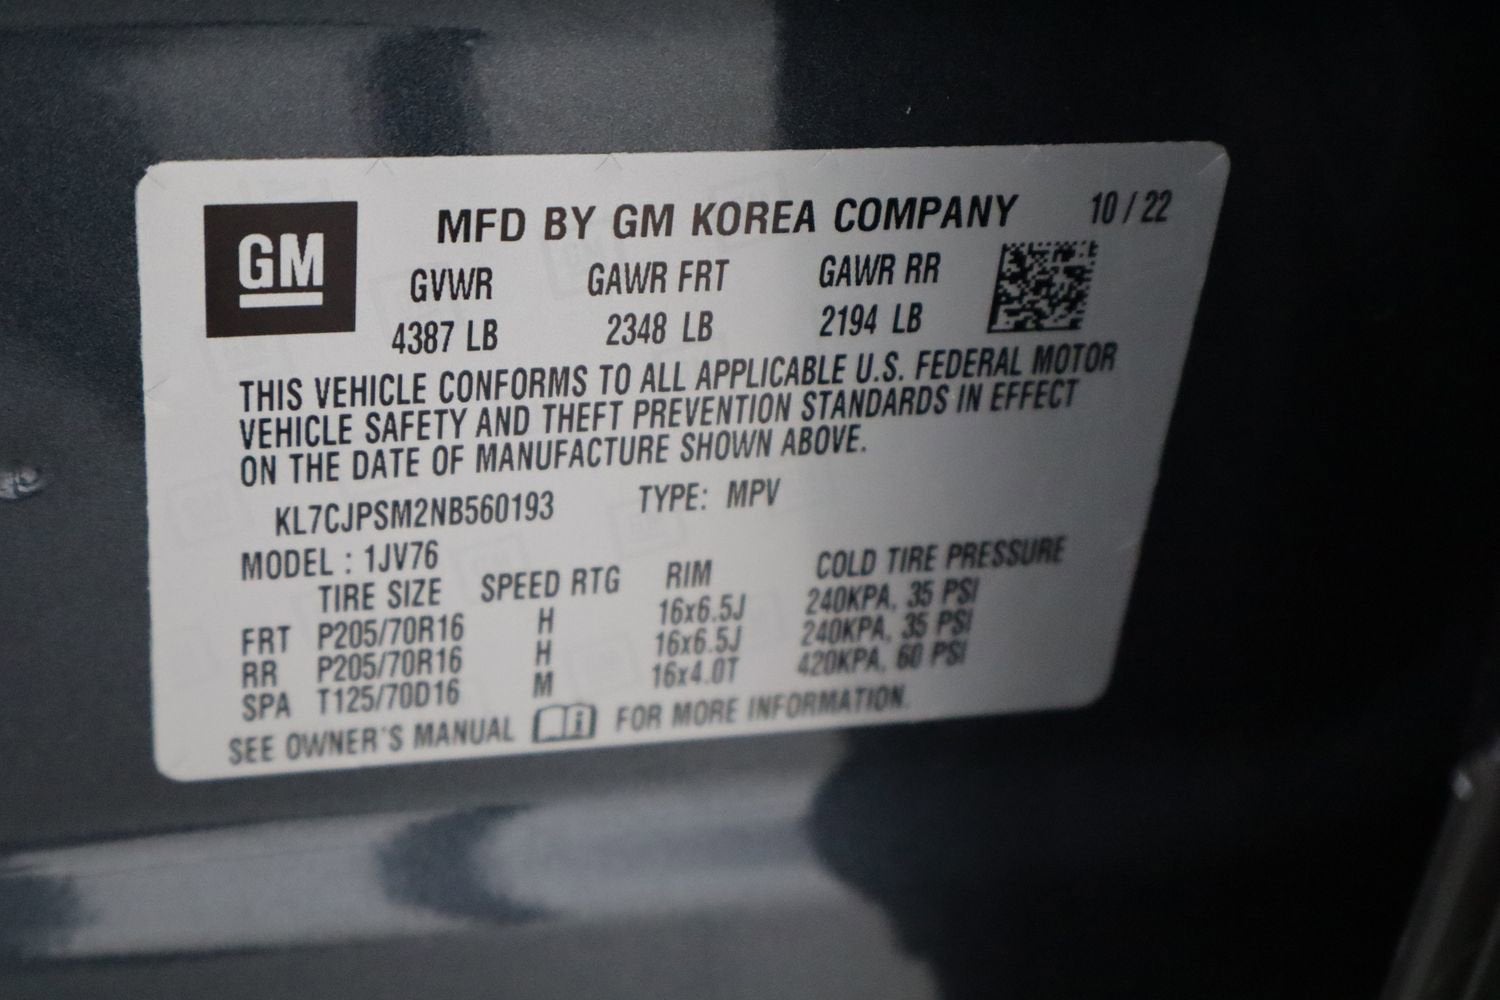 GM
MFD BY GM KOREA COMPANY 10 / 22
GVWR GAWR FRT GAWR RR
4387 LB 2348 LB 2194 LB
THIS VEHICLE CONFORMS TO ALL APPLICABLE U.S. FEDERAL MOTOR
VEHICLE SAFETY AND THEFT PREVENTION STANDARDS IN EFFECT
ON THE DATE OF MANUFACTURE SHOWN ABOVE.
KL7CJPSM2NB560193 TYPE: MPV
MODEL : 1JV76
TIRE SIZE SPEED RTG RIM COLD TIRE PRESSURE
FRT P205/70R16 H 16x6.5J 240KPA, 35 PSI
RR P205/70R16 H 16x6.5J 240KPA, 35 PSI
SPA T125/70D16 M 16x4.0T 420KPA, 60 PSI
SEE OWNER'S MANUAL i FOR MORE INFORMATION.